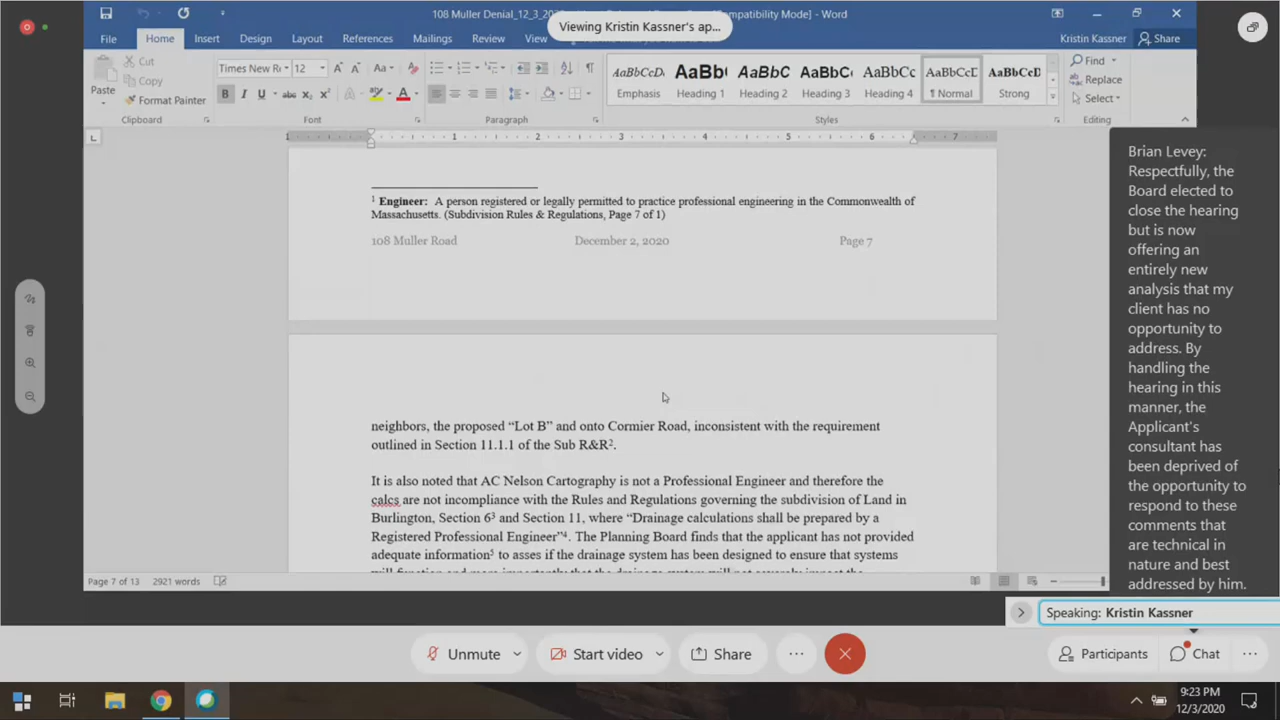 108 Muller Denial_12_3_20
[Compatibility Mode] - Word
Viewing Kristin Kassner's ap...
File
Home
Insert
Design
Layout
References
Mailings
Review
View
Kristin Kassner
Share
Paste
Cut
Copy
Format Painter
Clipboard
Times New R
12
Font
Paragraph
AaBbCcD
Emphasis
AaBb
Heading 1
AaBbC
Heading 2
AaBbCc
Heading 3
AaBbCc
Heading 4
AaBbCcD
¶ Normal
AaBbCcD
Strong
Styles
Find
Replace
Select
Editing
1 1 2 3 4 5 6 7
1 Engineer: A person registered or legally permitted to practice professional engineering in the Commonwealth of
Massachusetts. (Subdivision Rules & Regulations, Page 7 of 1)
108 Muller Road December 2, 2020 Page 7
neighbors, the proposed “Lot B” and onto Cormier Road, inconsistent with the requirement
outlined in Section 11.1.1 of the Sub R&R2.
It is also noted that AC Nelson Cartography is not a Professional Engineer and therefore the
calcs are not incompliance with the Rules and Regulations governing the subdivision of Land in
Burlington, Section 63 and Section 11, where “Drainage calculations shall be prepared by a
Registered Professional Engineer”4. The Planning Board finds that the applicant has not provided
adequate information5 to asses if the drainage system has been designed to ensure that systems
Page 7 of 13 2921 words
Brian Levey:
Respectfully, the
Board elected to
close the hearing
but is now
offering an
entirely new
analysis that my
client has no
opportunity to
address. By
handling the
hearing in this
manner, the
Applicant's
consultant has
been deprived of
the opportunity to
respond to these
comments that
are technical in
nature and best
addressed by him.
Speaking: Kristin Kassner
Unmute
Start video
Share
Participants
Chat
9:23 PM
12/3/2020